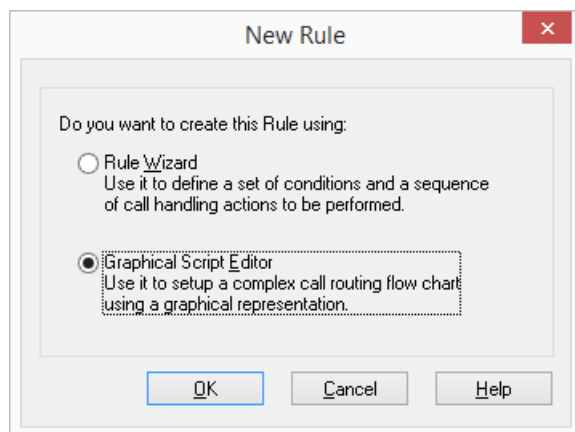 New Rule
Do you want to create this Rule using:
Rule Wizard
Use it to define a set of conditions and a sequence
of call handling actions to be performed.
Graphical Script Editor
Use it to setup a complex call routing flow chart
using a graphical representation.
OK
Cancel
Help